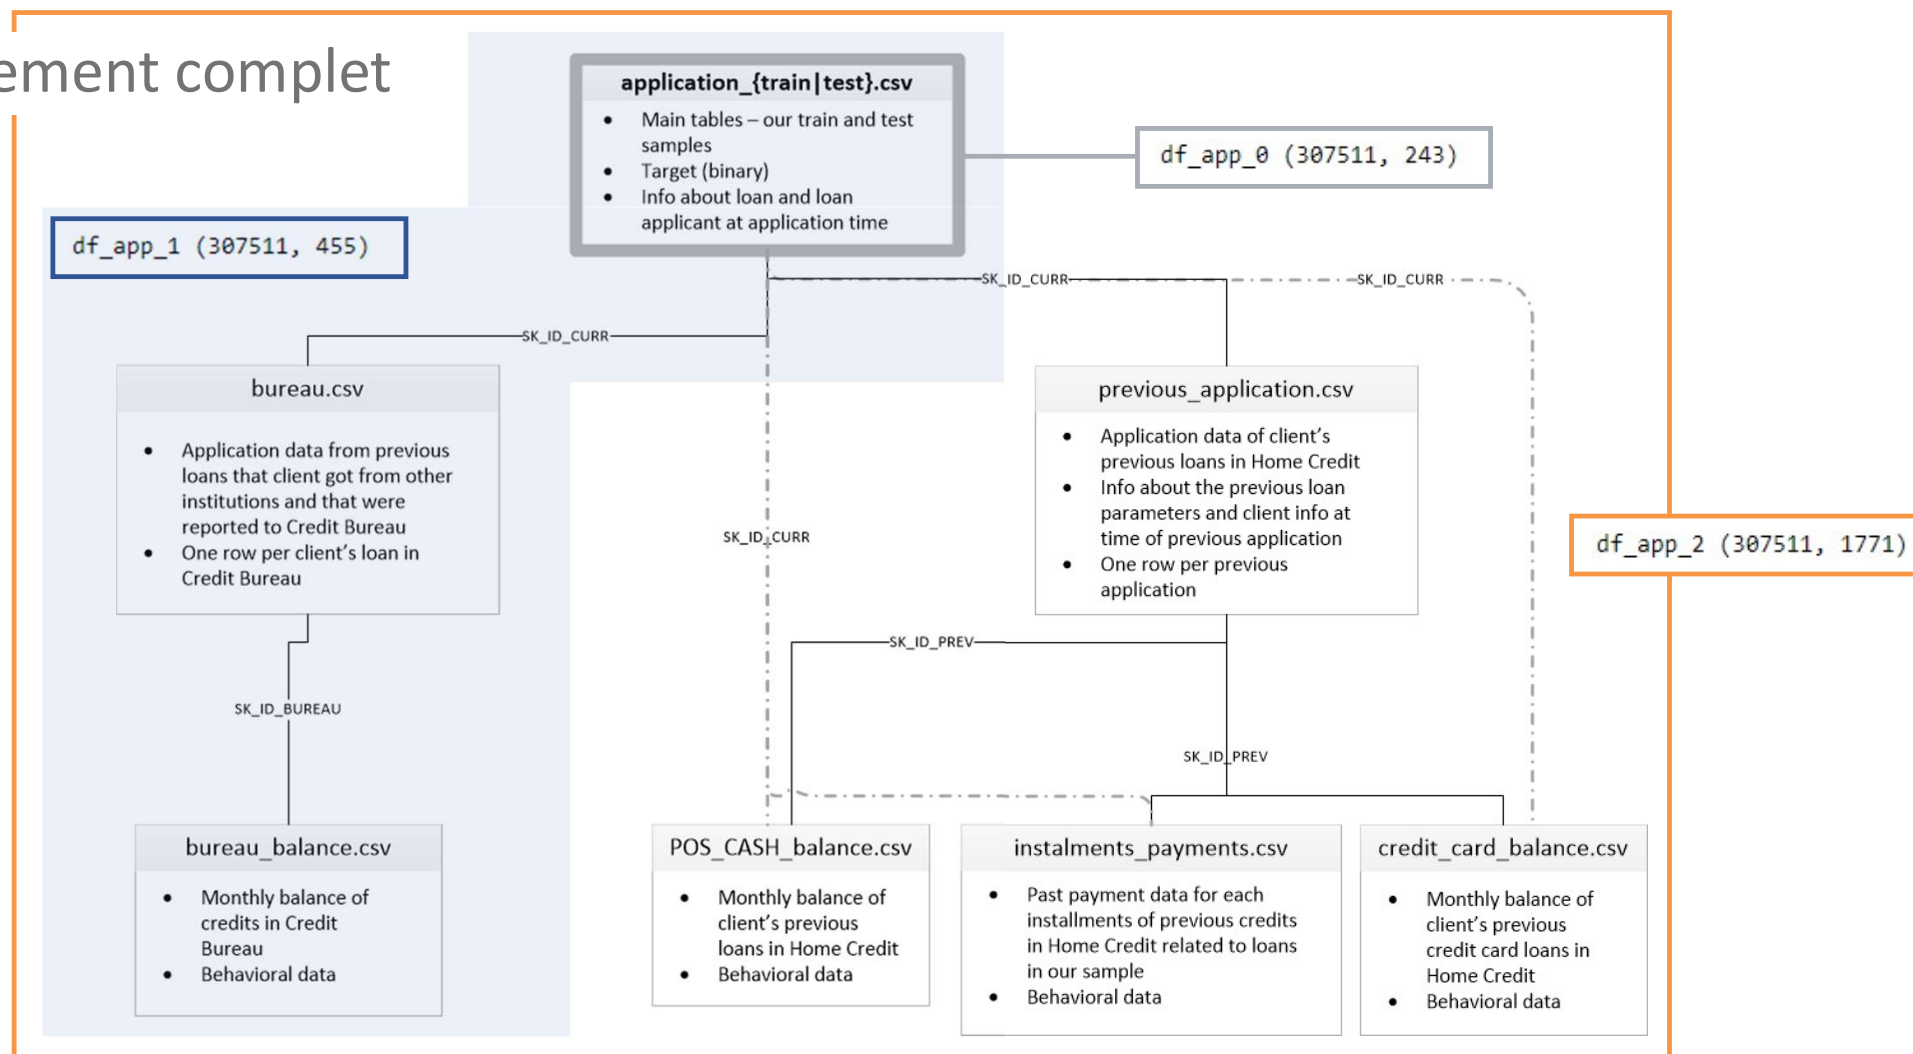 ement complet
application_{train|test}.csv
• Main tables – our train and test
samples
• Target (binary)
• Info about loan and loan
applicant at application time
df_app_0 (307511, 243)
df_app_1 (307511, 455)
SK_ID_CURR
SK_ID_CURR
SK_ID_CURR
bureau.csv
• Application data from previous
loans that client got from other
institutions and that were
reported to Credit Bureau
• One row per client’s loan in
Credit Bureau
previous_application.csv
• Application data of client’s
previous loans in Home Credit
• Info about the previous loan
parameters and client info at
time of previous application
• One row per previous
application
SK_ID_CURR
df_app_2 (307511, 1771)
SK_ID_PREV
SK_ID_BUREAU
SK_ID_PREV
bureau_balance.csv
• Monthly balance of
credits in Credit
Bureau
• Behavioral data
POS_CASH_balance.csv
• Monthly balance of
client’s previous
loans in Home Credit
• Behavioral data
instalments_payments.csv
• Past payment data for each
installments of previous credits
in Home Credit related to loans
in our sample
• Behavioral data
credit_card_balance.csv
• Monthly balance of
client’s previous
credit card loans in
Home Credit
• Behavioral data